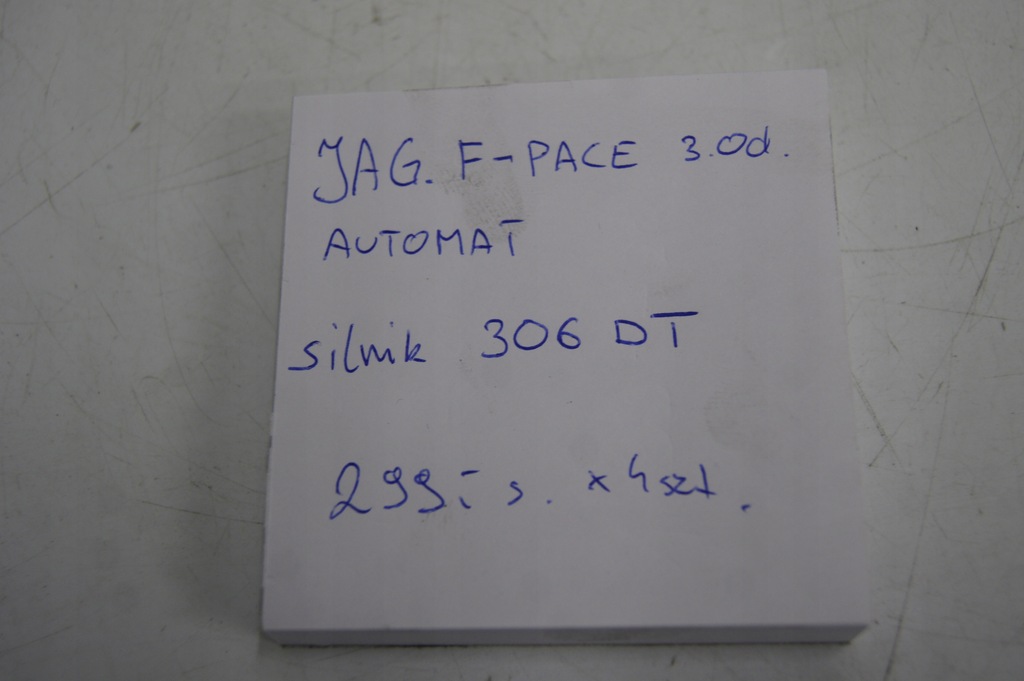 JAG. F-PACE 3.0d.
AUTOMAT
silnik 306 DT
299,- s. x 4 szt.